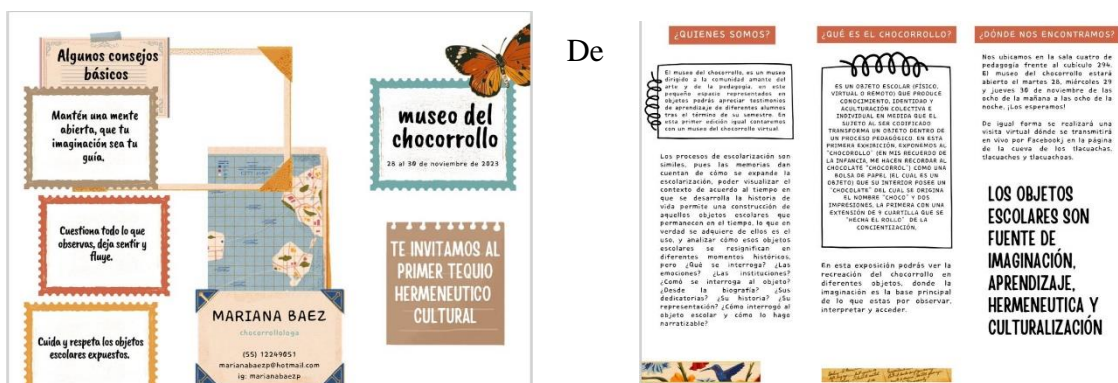 Algunos consejos
básicos
Mantén una mente
abierta, que tu
imaginación sea tu
guía.
Cuestiona todo lo que
observas, deja sentir y
fluye.
Cuida y respeta los objetos
escolares expuestos.
MARIANA BAEZ
chocorrollologa
(55) 12249851
marianabaezp@hotmail.com
ig: marianabaezp
museo del
chocorrollo
28 al 30 de noviembre de 2023
TE INVITAMOS AL
PRIMER TEQUIO
HERMENEUTICO
CULTURAL
De
¿QUIENES SOMOS?
El museo del chocorrollo, es un museo
dirigido a la comunidad amante del
arte y de la pedagogía, en este
pequeño espacio representados en
objetos podrás apreciar testimonios
de aprendizaje de diferentes alumnos
tras el término de su semestre. En
esta primer edición igual contaremos
con un museo del chocorrollo virtual.
Los procesos de escolarización son
símiles, pues las memorias dan
cuentan de cómo se expande la
escolarización, poder visualizar el
contexto de acuerdo al tiempo en
que se desarrolla la historia de
vida permite una construcción de
aquellos objetos escolares que
permanecen en el tiempo, lo que en
verdad se adquiere de ellos es el
uso, y analizar cómo esos objetos
escolares se resignifican en
diferentes momentos históricos,
pero ¿Qué se interroga? ¿Las
emociones? ¿Las instituciones?
¿Comó se interroga al objeto?
¿Desde la biografía? ¿Sus
dedicatorias? ¿Su historia? ¿Su
representación? ¿Cómo interrogó al
objeto escolar y cómo lo hago
narratizable?
¿QUÉ ES EL CHOCORROLLO?
ES UN OBJETO ESCOLAR (FÍSICO,
VIRTUAL O REMOTO) QUE PRODUCE
CONOCIMIENTO, IDENTIDAD Y
ACULTURACIÓN COLECTIVA E
INDIVIDUAL EN MEDIDA QUE EL
SUJETO AL SER CODIFICADO
TRANSFORMA UN OBJETO DENTRO DE
UN PROCESO PEDAGÓGICO. EN ESTA
PRIMERA EXHIBICIÓN, EXPONEMOS AL
"CHOCOROLLO" (EN MIS RECUERDO DE
LA INFANCIA, ME HACEN RECORDAR AL
CHOCOLATE "CHOCORROL") COMO UNA
BOLSA DE PAPEL (EL CUAL ES UN
OBJETO) QUE SU INTERIOR POSEE UN
"CHOCOLATE" DEL CUAL SE ORIGINA
EL NOMBRE "CHOCO" Y DOS
IMPRESIONES, LA PRIMERA CON UNA
EXTENSIÓN DE 9 CUARTILLA QUE SE
"HECHA EL ROLLO" DE LA
CONCIENTIZACIÓN.
En esta exposición podrás ver la
recreación del chocorrollo en
diferentes objetos, donde la
imaginación es la base principal
de lo que estas por observar,
interpretar y acceder.
¿DÓNDE NOS ENCONTRAMOS?
Nos ubicamos en la sala cuatro de
pedagogía frente al cubículo 294.
El museo del chocorrollo estará
abierto el martes 28, miércoles 29
y jueves 30 de noviembre de las
ocho de la mañana a las ocho de la
noche, ¡Los esperamos!
De igual forma se realizará una
visita virtual dónde se transmitirá
en vivo por Facebookj en la página
de la cueva de los tlacuaches,
tlacuaches y tlacuachoas.
LOS OBJETOS
ESCOLARES SON
FUENTE DE
IMAGINACIÓN,
APRENDIZAJE,
HERMENEUTICA Y
CULTURALIZACIÓN